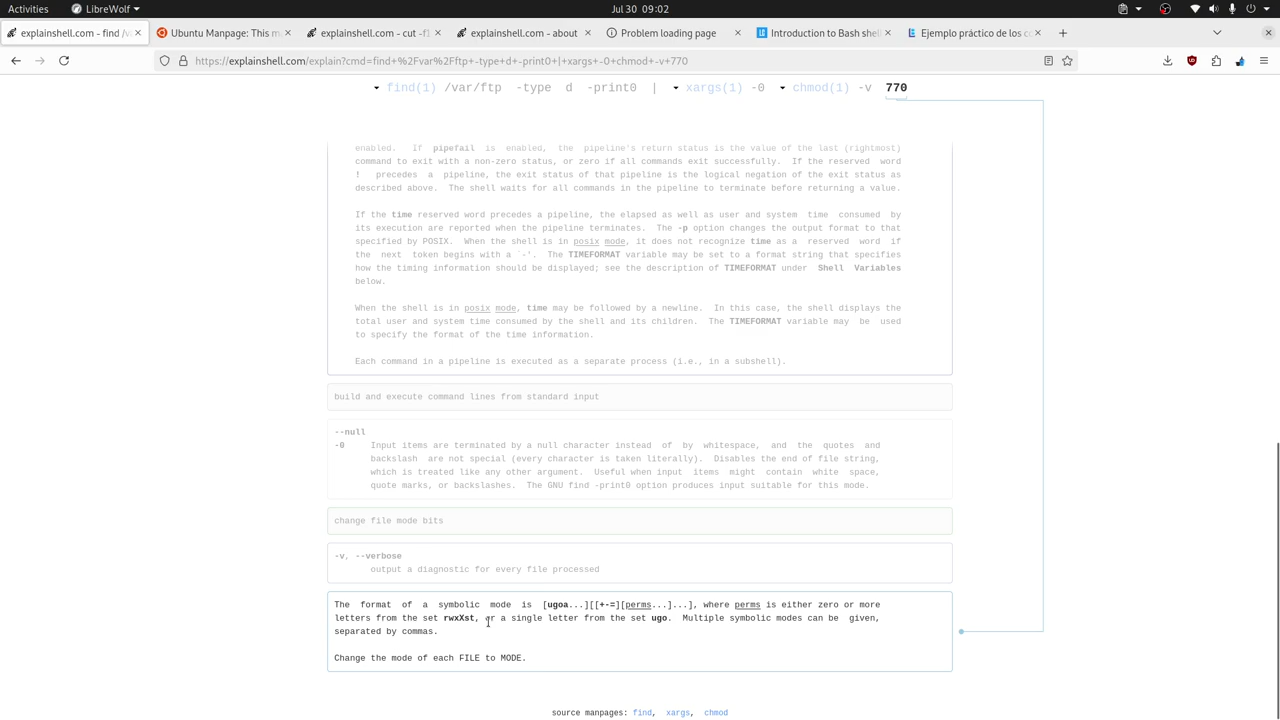 Activities LibreWolf Jul 30 09:02
explainshell.com - find /va Ubuntu Manpage: This m explainshell.com - cut -f1 explainshell.com - about Problem loading page Introduction to Bash shel Ejemplo práctico de los co
https://explainshell.com/explain?cmd=find+%2Fvar%2Fftp+-type+d+-print0+|+xargs+-0+chmod+-v+770
find(1) /var/ftp -type d -print0 | xargs(1) -0 chmod(1) -v 770
enabled. If pipefail is enabled, the pipeline's return status is the value of the last (rightmost)
command to exit with a non-zero status, or zero if all commands exit successfully. If the reserved word
! precedes a pipeline, the exit status of that pipeline is the logical negation of the exit status as
described above. The shell waits for all commands in the pipeline to terminate before returning a value.
If the time reserved word precedes a pipeline, the elapsed as well as user and system time consumed by
its execution are reported when the pipeline terminates. The -p option changes the output format to that
specified by POSIX. When the shell is in posix mode, it does not recognize time as a reserved word if
the next token begins with a `-'. The TIMEFORMAT variable may be set to a format string that specifies
how the timing information should be displayed; see the description of TIMEFORMAT under Shell Variables
below.
When the shell is in posix mode, time may be followed by a newline. In this case, the shell displays the
total user and system time consumed by the shell and its children. The TIMEFORMAT variable may be used
to specify the format of the time information.
Each command in a pipeline is executed as a separate process (i.e., in a subshell).
build and execute command lines from standard input
--null
-0 Input items are terminated by a null character instead of by whitespace, and the quotes and
backslash are not special (every character is taken literally). Disables the end of file string,
which is treated like any other argument. Useful when input items might contain white space,
quote marks, or backslashes. The GNU find -print0 option produces input suitable for this mode.
change file mode bits
-v, --verbose
output a diagnostic for every file processed
The format of a symbolic mode is [ugoa...][[+-=][perms...]...], where perms is either zero or more
letters from the set rwxXst, or a single letter from the set ugo. Multiple symbolic modes can be given,
separated by commas.
Change the mode of each FILE to MODE.
source manpages: find, xargs, chmod